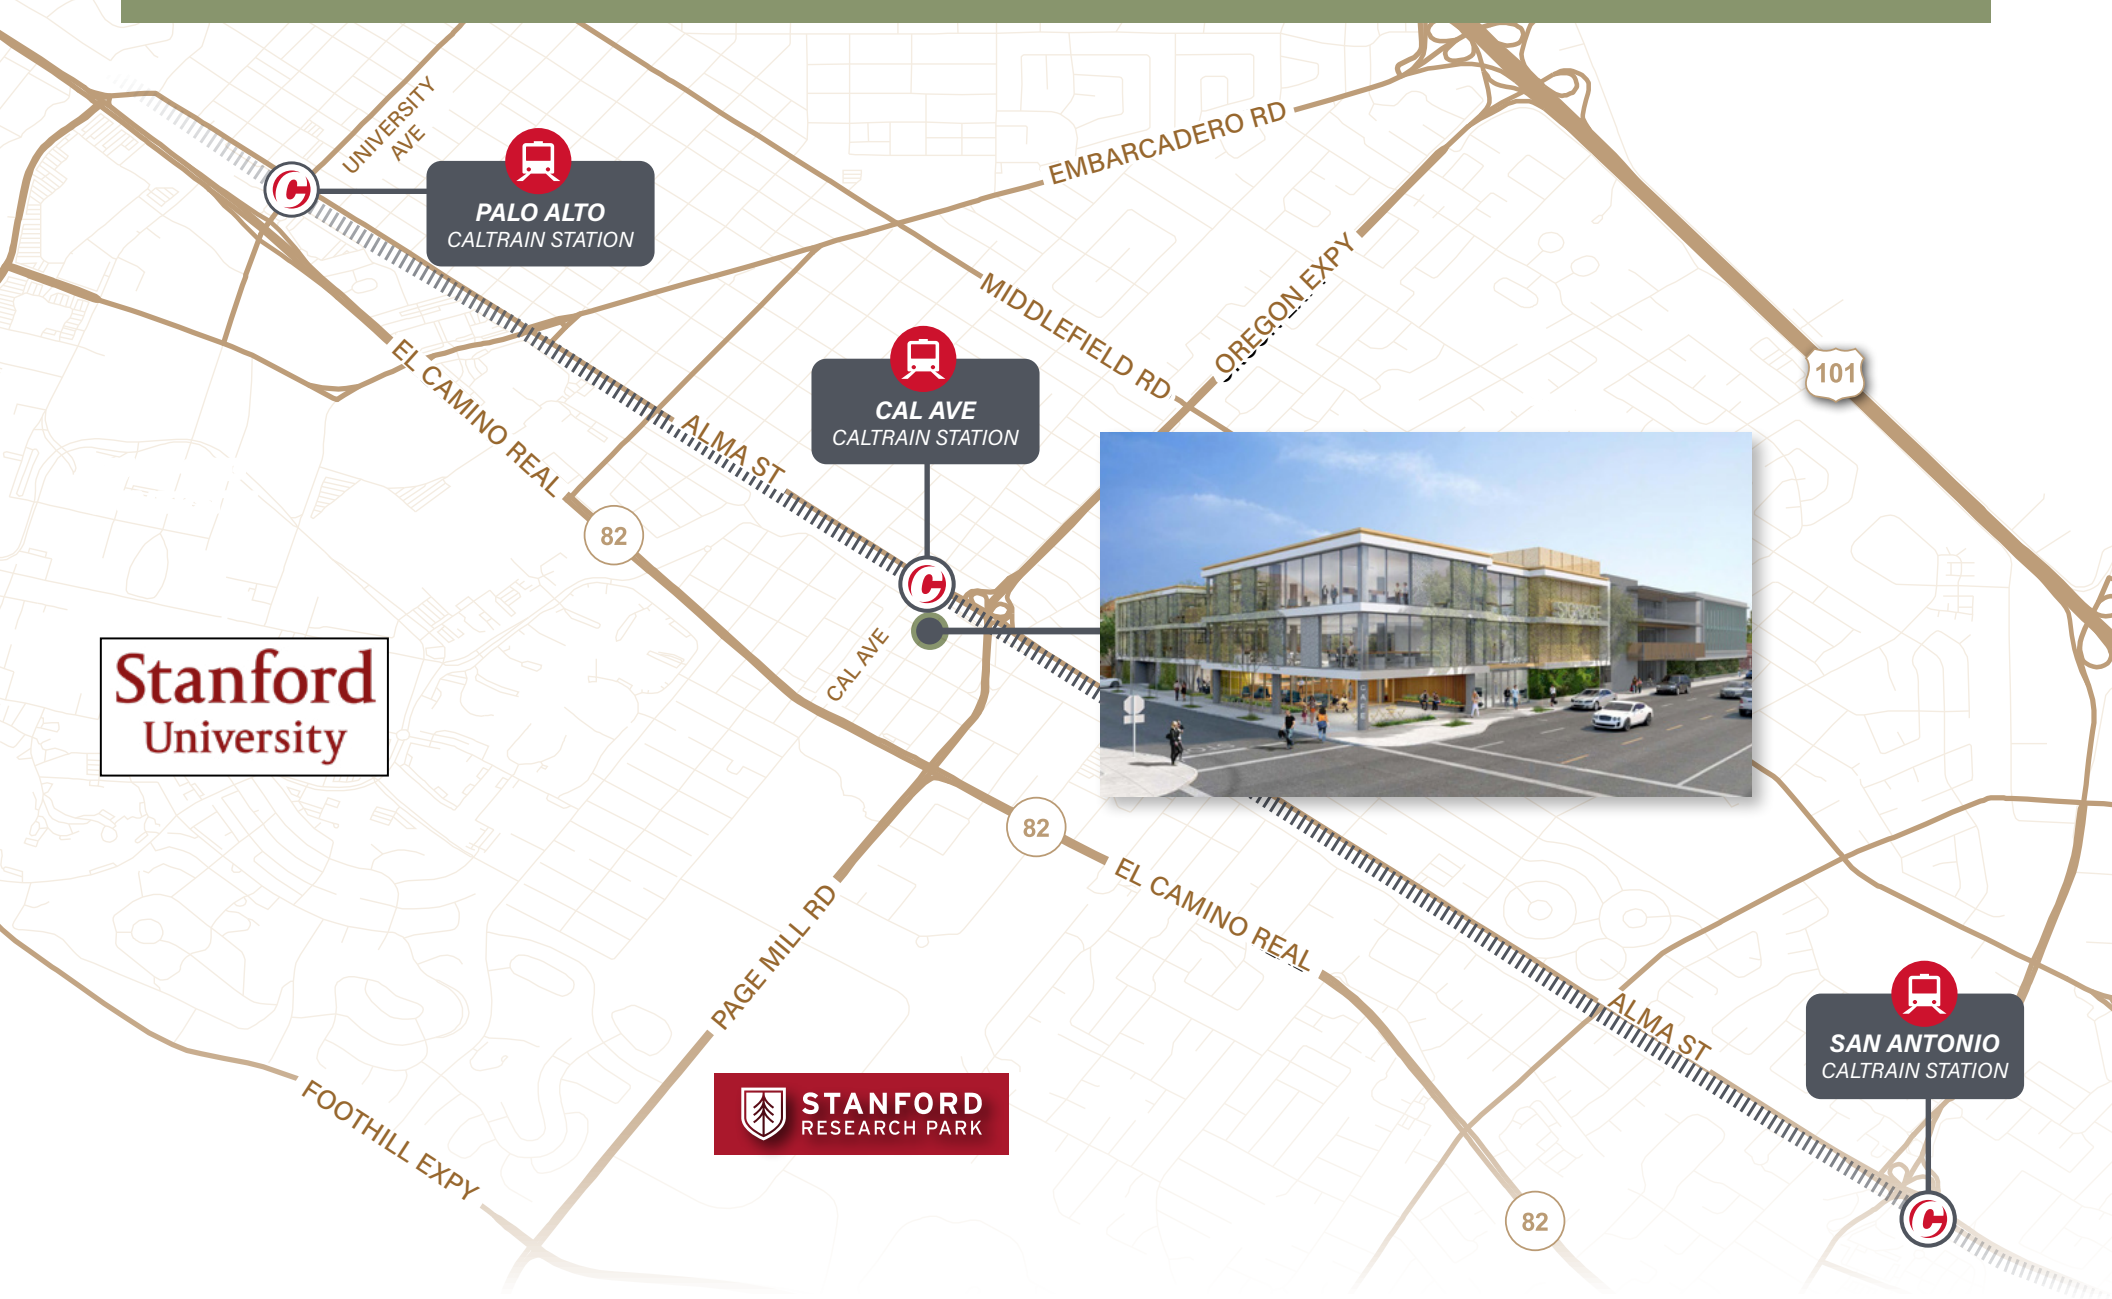 UNIVERSITY
AVE
PALO ALTO
CALTRAIN STATION
EMBARCADERO RD
MIDDLEFIELD RD
OREGON EXPY
101
EL CAMINO REAL
ALMA ST
CAL AVE
CALTRAIN STATION
82
CAL AVE
SIGNAGE
CAFE
Stanford
University
82
EL CAMINO REAL
PAGE MILL RD
ALMA ST
SAN ANTONIO
CALTRAIN STATION
FOOTHILL EXPY
STANFORD
RESEARCH PARK
82